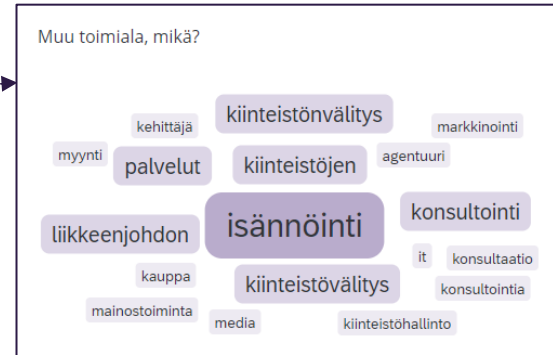 Muu toimiala, mikä?
kiinteistönvälitys
kehittäjä
markkinointi
myynti
palvelut
kiinteistöjen
agentuuri
liikkeenjohdon
isännöinti
konsultointi
it
konsultaatio
kauppa
kiinteistövälitys
konsultointia
mainostoiminta
media
kiinteistöhallinto